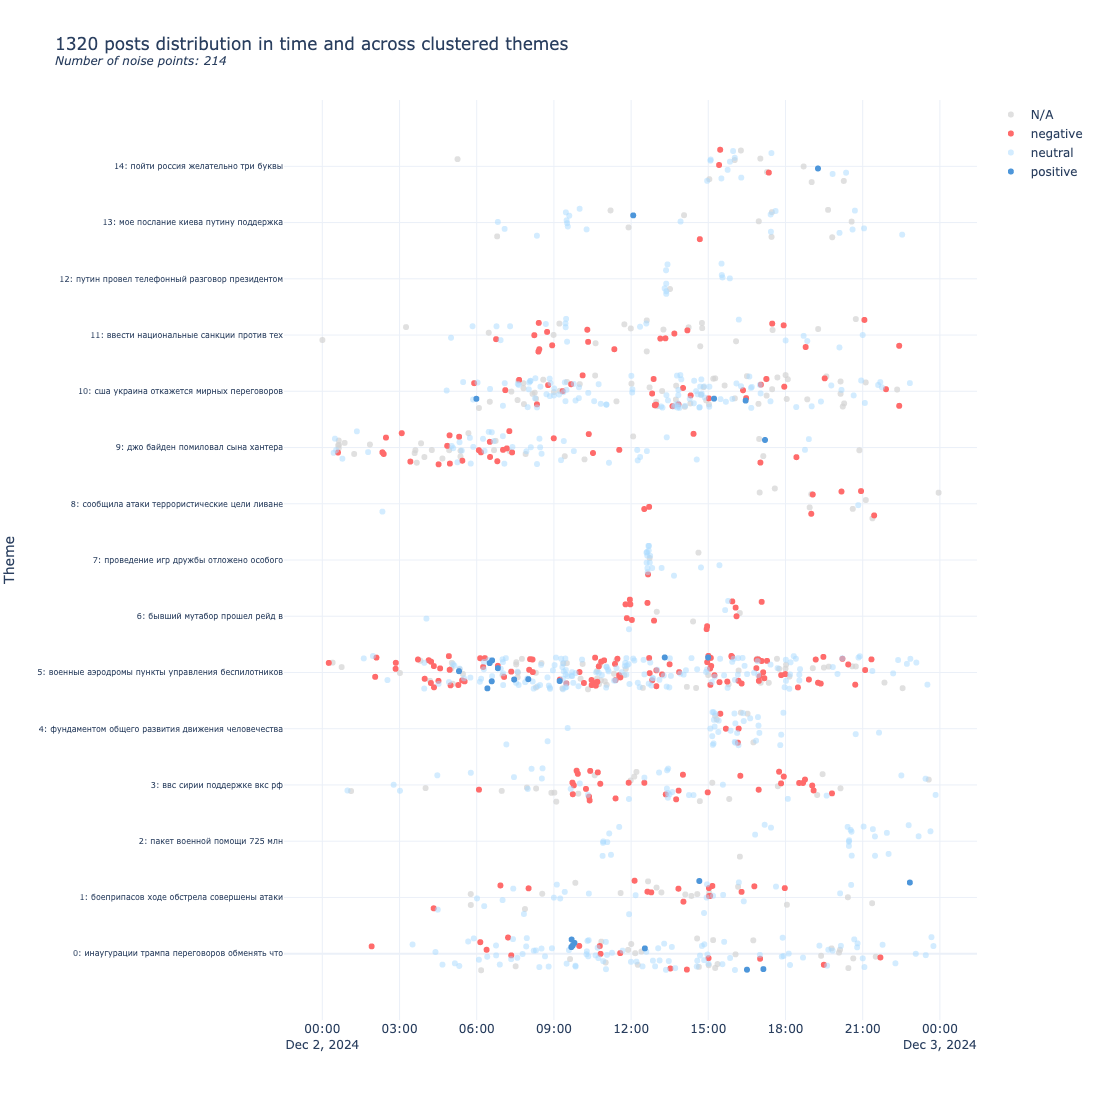 1320 posts distribution in time and across clustered themes
Number of noise points: 214
N/A
negative
neutral
positive
14: пойти россия желательно три буквы
13: мое послание киева путину поддержка
12: путин провел телефонный разговор президентом
11: ввести национальные санкции против тех
10: сша украина откажется мирных переговоров
9: джо байден помиловал сына хантера
8: сообщила атаки террористические цели ливане
7: проведение игр дружбы отложено особого
6: бывший мутабор прошел рейд в
5: военные аэродромы пункты управления беспилотников
4: фундаментом общего развития движения человечества
3: ввс сирии поддержке вкс рф
2: пакет военной помощи 725 млн
1: боеприпасов ходе обстрела совершены атаки
0: инаугурации трампа переговоров обменять что
Theme
00:00 03:00 06:00 09:00 12:00 15:00 18:00 21:00 00:00
Dec 2, 2024 Dec 3, 2024